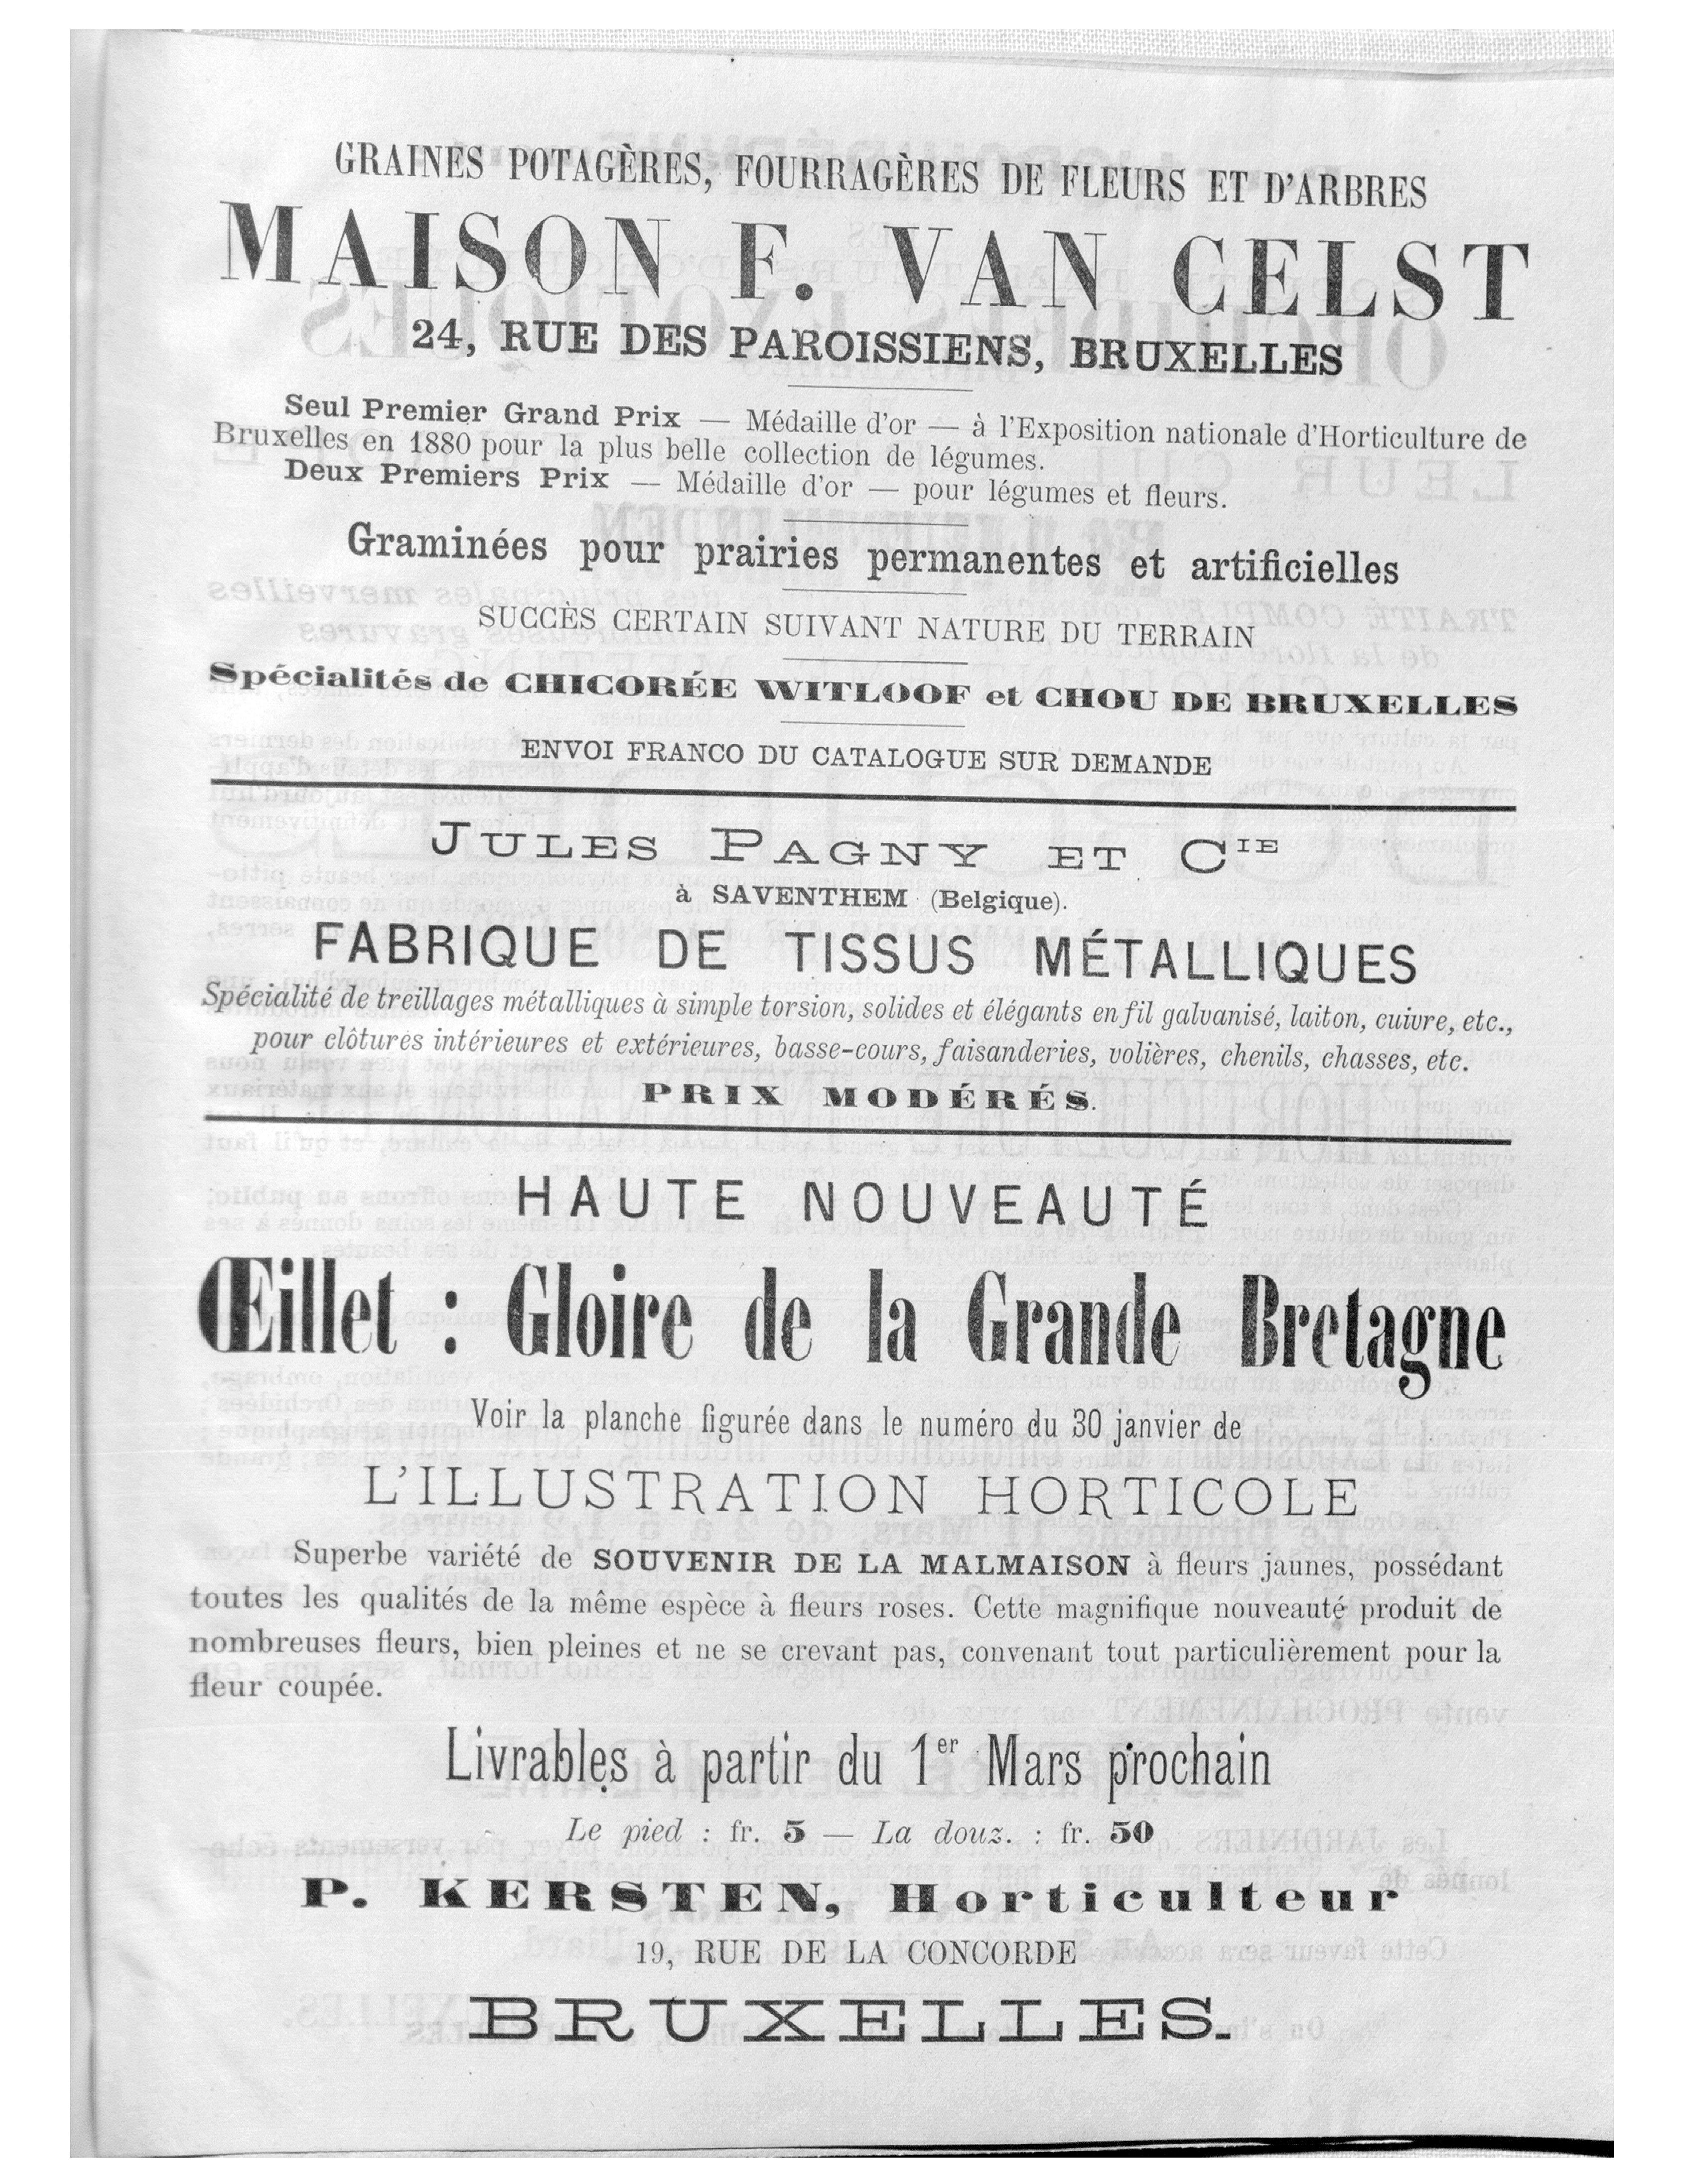 GRAINES POTAGÈRES, FOURRAGÈRES DE FLEURS ET D'ARBRES
MAISON F. VAN CELST
24, RUE DES PAROISSIENS, BRUXELLES
Seul Premier Grand Prix — Médaille d'or — à l'Exposition nationale d'Horticulture de
Bruxelles en 1880 pour la plus belle collection de légumes.
Deux Premiers Prix — Médaille d'or — pour légumes et fleurs.
Graminées pour prairies permanentes et artificielles
SUCCÈS CERTAIN SUIVANT NATURE DU TERRAIN
Spécialités de CHICORÉE WITLOOF et CHOU DE BRUXELLES
ENVOI FRANCO DU CATALOGUE SUR DEMANDE
JULES PAGNY ET CIE
à SAVENTHEM (Belgique).
FABRIQUE DE TISSUS MÉTALLIQUES
Spécialité de treillages métalliques à simple torsion, solides et élégants en fil galvanisé, laiton, cuivre, etc.,
pour clôtures intérieures et extérieures, basse-cours, faisanderies, volières, chenils, chasses, etc.
PRIX MODÉRÉS.
HAUTE NOUVEAUTÉ
Œillet : Gloire de la Grande Bretagne
Voir la planche figurée dans le numéro du 30 janvier de
L'ILLUSTRATION HORTICOLE
Superbe variété de SOUVENIR DE LA MALMAISON à fleurs jaunes, possédant
toutes les qualités de la même espèce à fleurs roses. Cette magnifique nouveauté produit de
nombreuses fleurs, bien pleines et ne se crevant pas, convenant tout particulièrement pour la
fleur coupée.
Livrables à partir du 1er Mars prochain
Le pied : fr. 5 — La douz. : fr. 50
P. KERSTEN, Horticulteur
19, RUE DE LA CONCORDE
BRUXELLES.